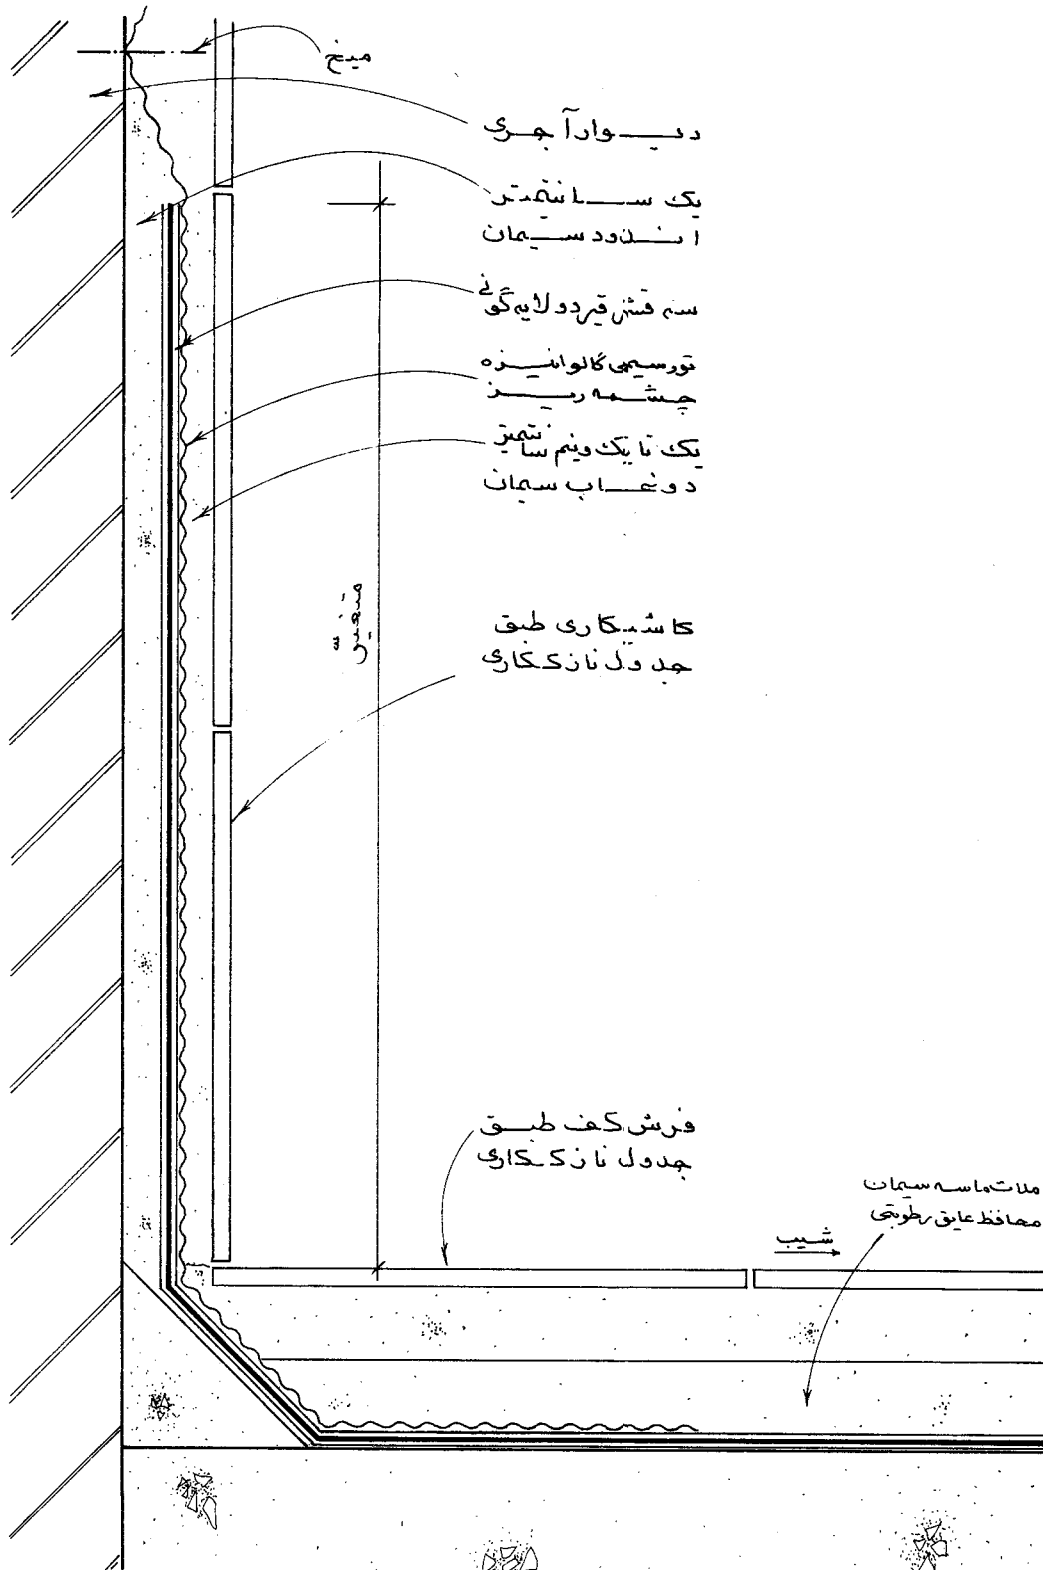 میخ
دیوار آجری
یک سانتیمتر
اندود سیمان
سه قشر قیر دو لایه گونی
تور سیمی گالوانیزه
چشمه ریز
یک تا یک و نیم سانتیمتر
دوغاب سیمان
متغیر
کاشیکاری طبق
جدول نازک‌کاری
فرش کف طبق
جدول نازک‌کاری
ملات ماسه سیمان
محافظ عایق رطوبتی
شیب